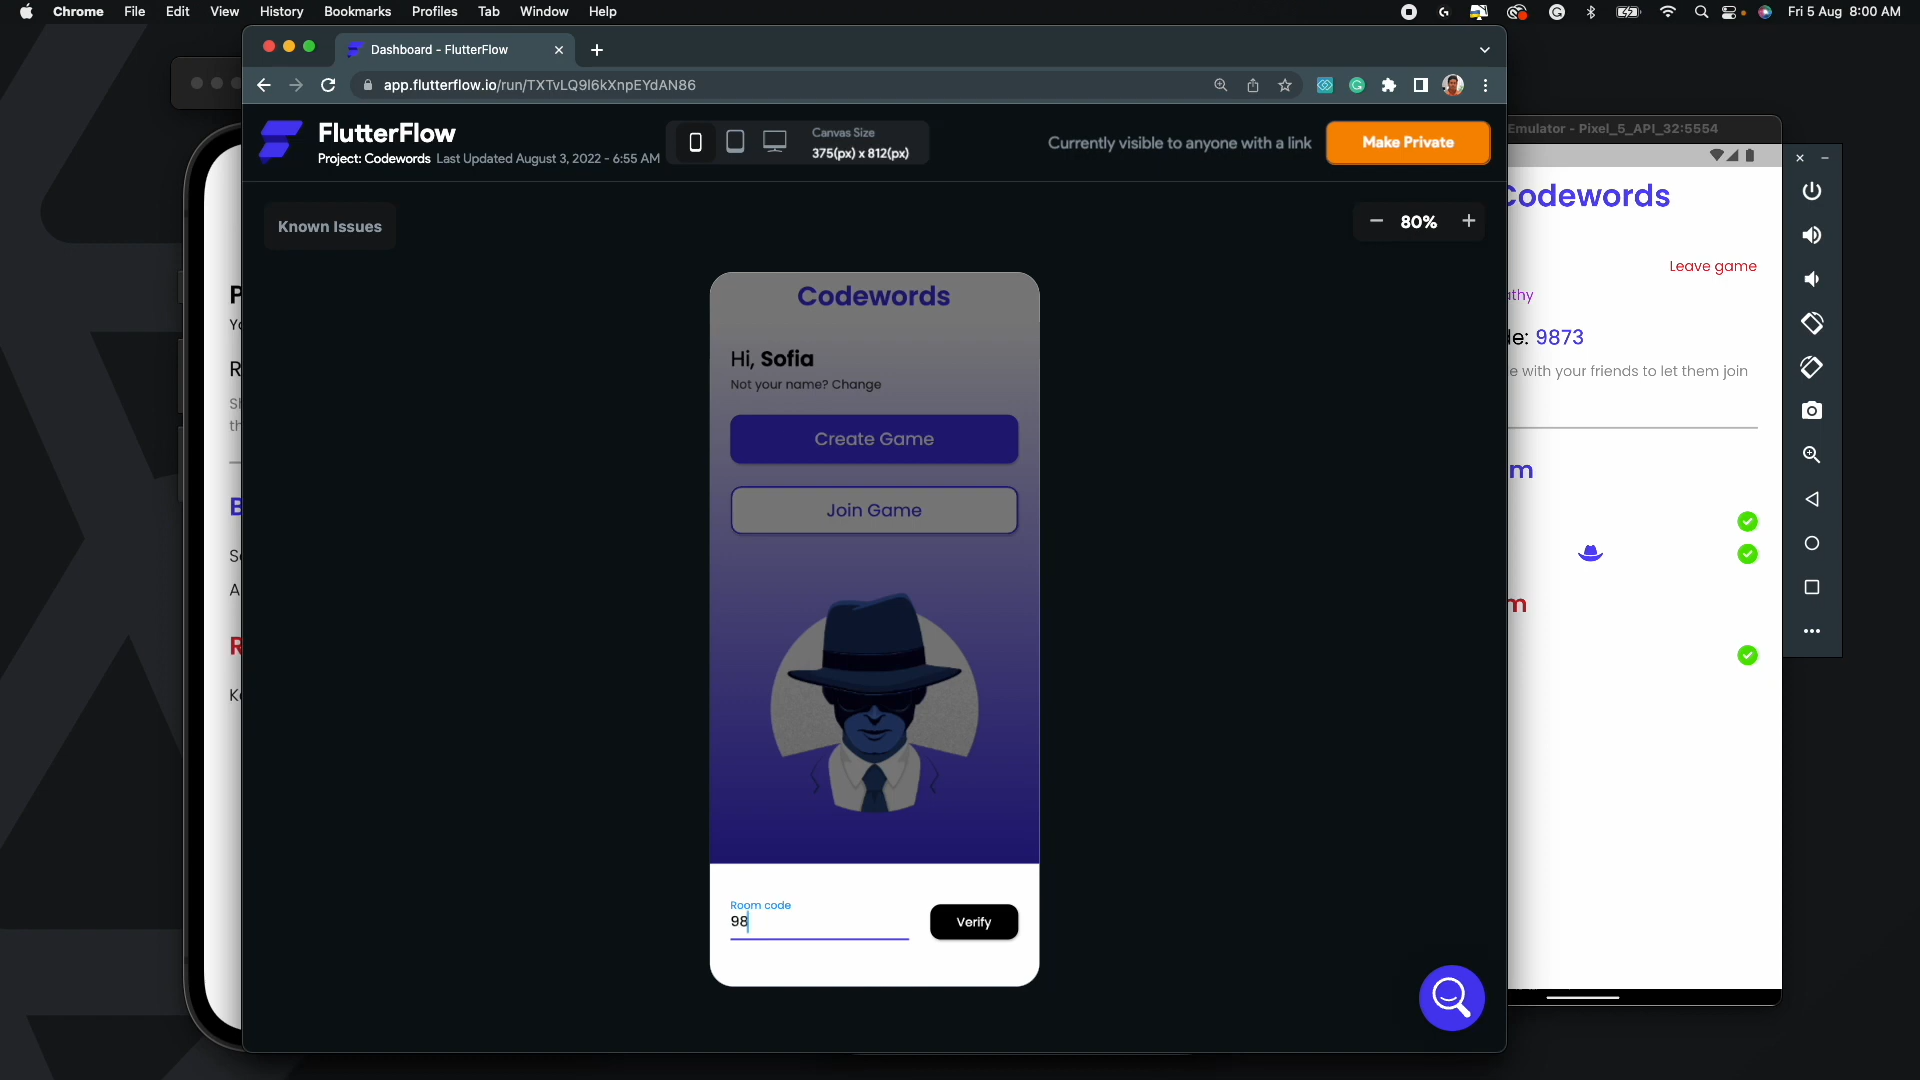 Chrome File Edit View History Bookmarks Profiles Tab Window Help
Fri 5 Aug 8:00 AM
Dashboard - FlutterFlow
app.flutterflow.io/run/TXTvLQ9I6kXnpEYdAN86
FlutterFlow
Project: Codewords Last Updated August 3, 2022 - 6:55 AM
Canvas Size
375(px) x 812(px)
Currently visible to anyone with a link
Make Private
Known Issues
80%
Codewords
Hi, Sofia
Not your name? Change
Create Game
Join Game
Room code
98
Verify
Emulator - Pixel_5_API_32:5554
Codewords
Leave game
athy
de: 9873
e with your friends to let them join
m
m